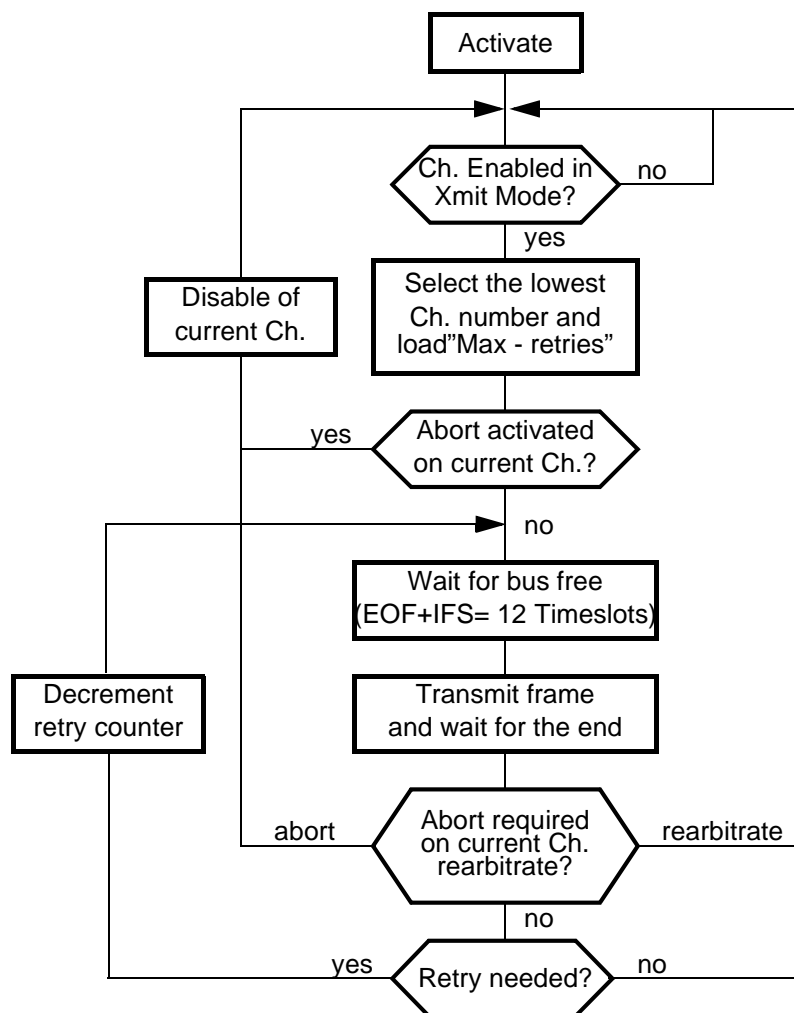 Activate
Ch. Enabled in
Xmit Mode?
no
yes
Disable of
current Ch.
Select the lowest
Ch. number and
load”Max - retries”
yes
Abort activated
on current Ch.?
no
Wait for bus free
(EOF+IFS= 12 Timeslots)
Decrement
retry counter
Transmit frame
and wait for the end
abort
Abort required
on current Ch.
rearbitrate?
rearbitrate
no
yes
Retry needed?
no